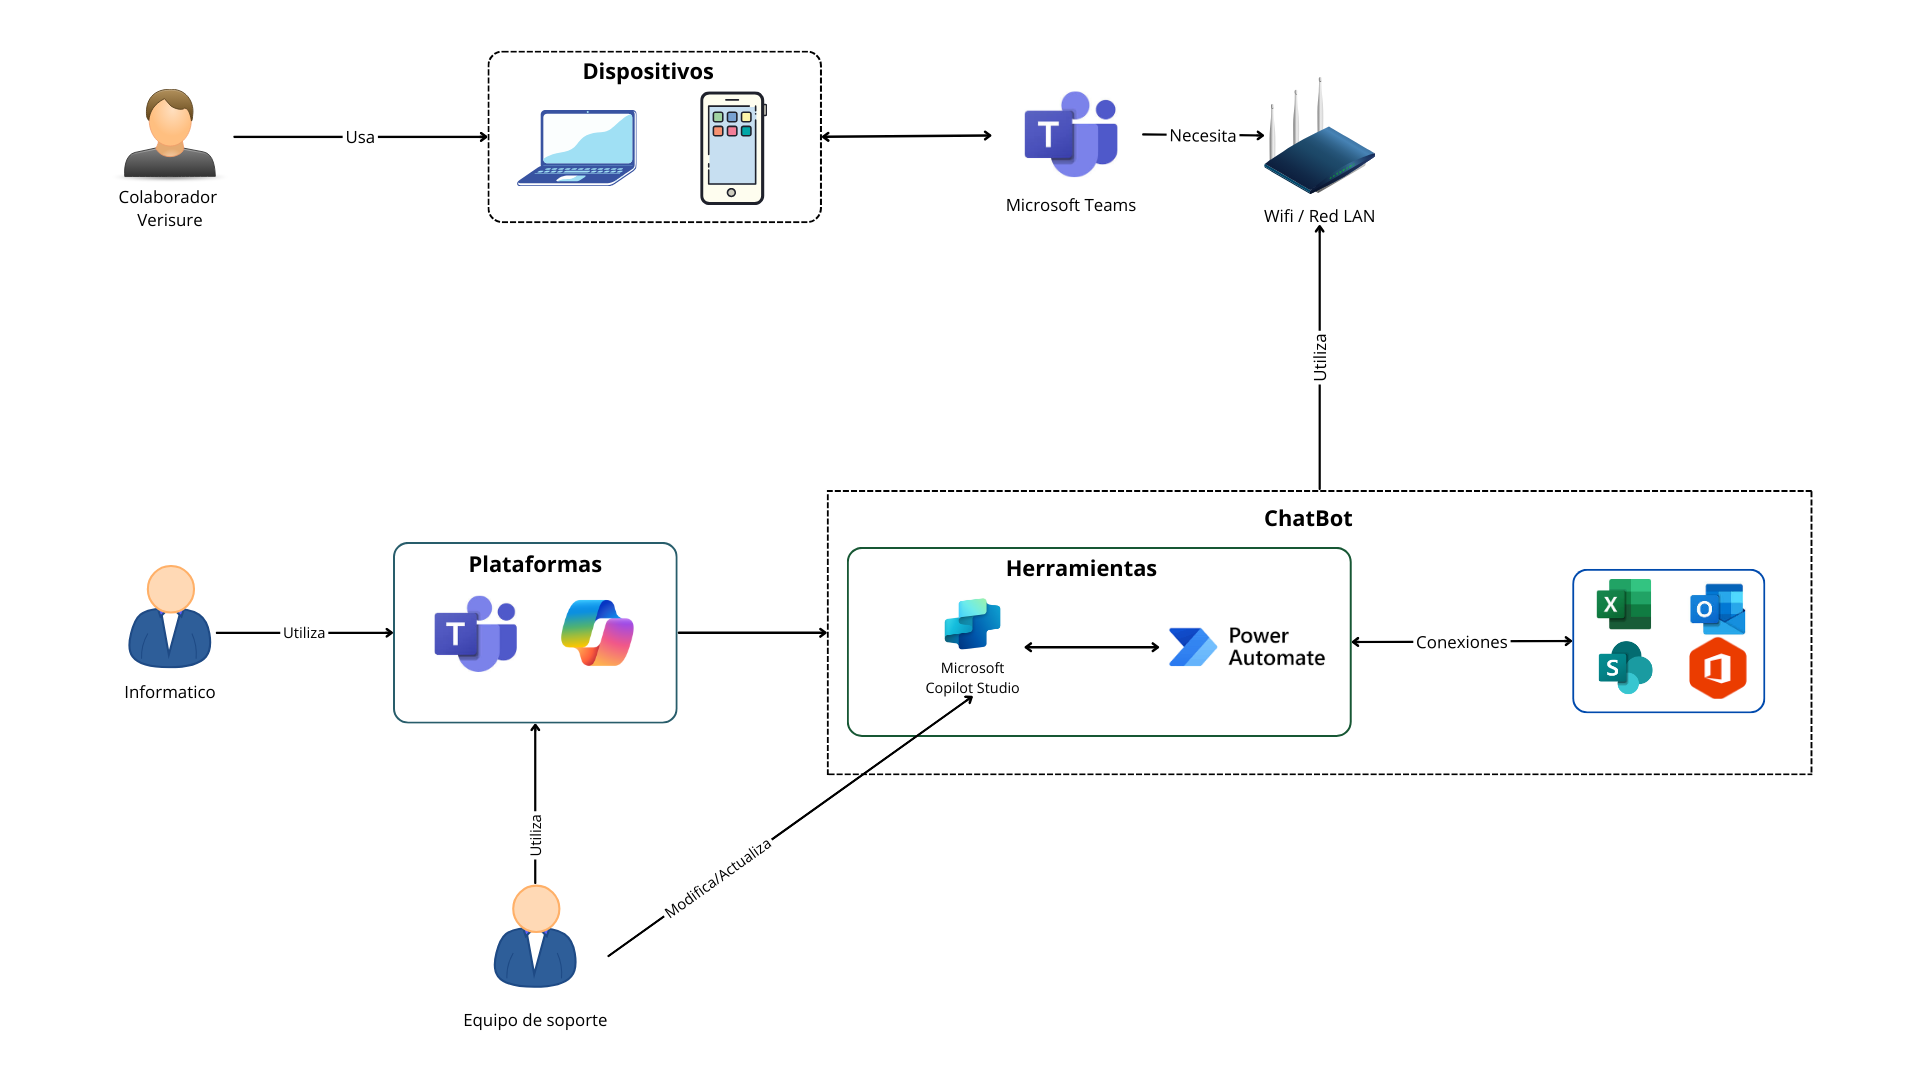 Dispositivos
Usa
Colaborador
Verisure
T
Microsoft Teams
Necesita
Wifi / Red LAN
Utiliza
ChatBot
Plataformas
T
Informatico
Utiliza
Herramientas
Microsoft
Copilot Studio
Power
Automate
Conexiones
X
O
S
Utiliza
Modifica/Actualiza
Equipo de soporte